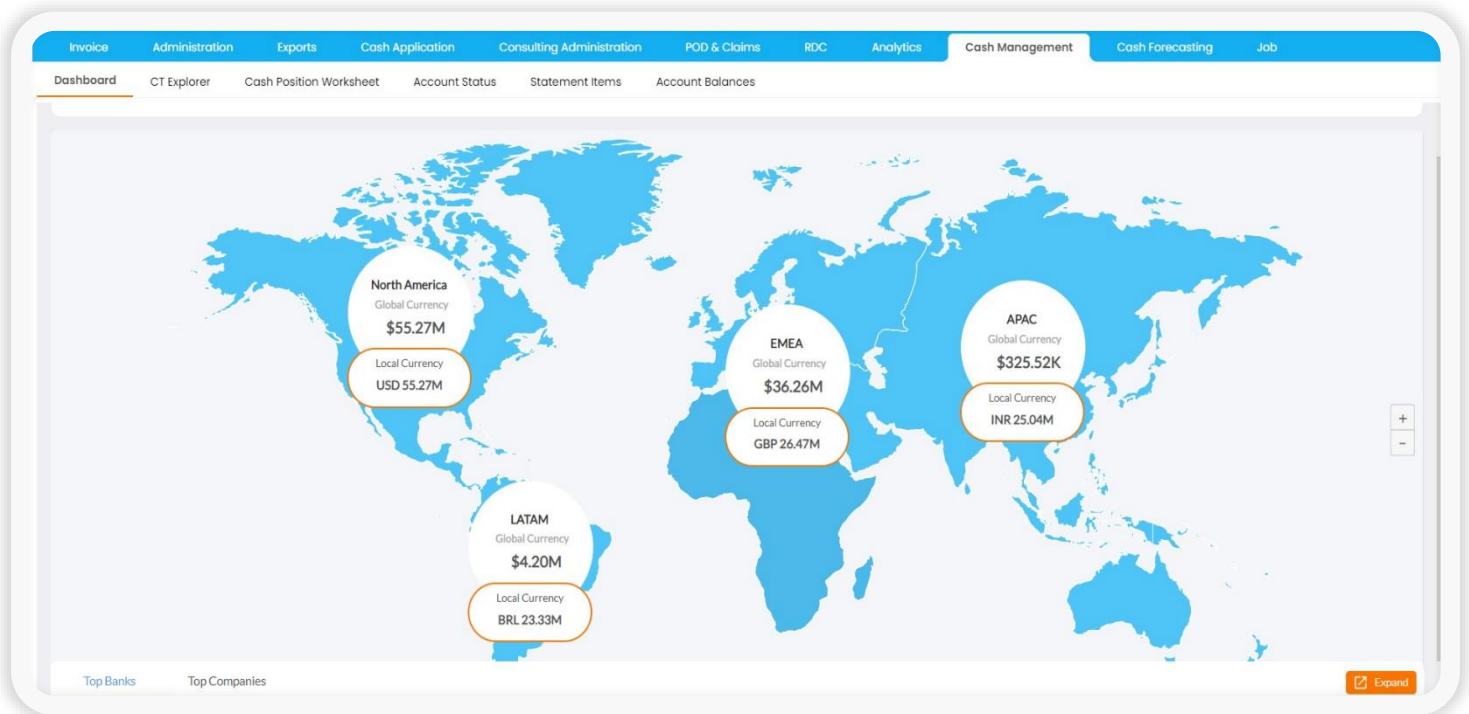 Invoice Administration Exports Cash Application Consulting Administration POD & Claims RDC Analytics Cash Management Cash Forecasting Job
Dashboard CT Explorer Cash Position Worksheet Account Status Statement Items Account Balances
North America
Global Currency
$55.27M
Local Currency
USD 55.27M
EMEA
Global Currency
$36.26M
Local Currency
GBP 26.47M
APAC
Global Currency
$325.52K
Local Currency
INR 25.04M
LATAM
Global Currency
$4.20M
Local Currency
BRL 23.33M
+
-
Top Banks Top Companies Expand